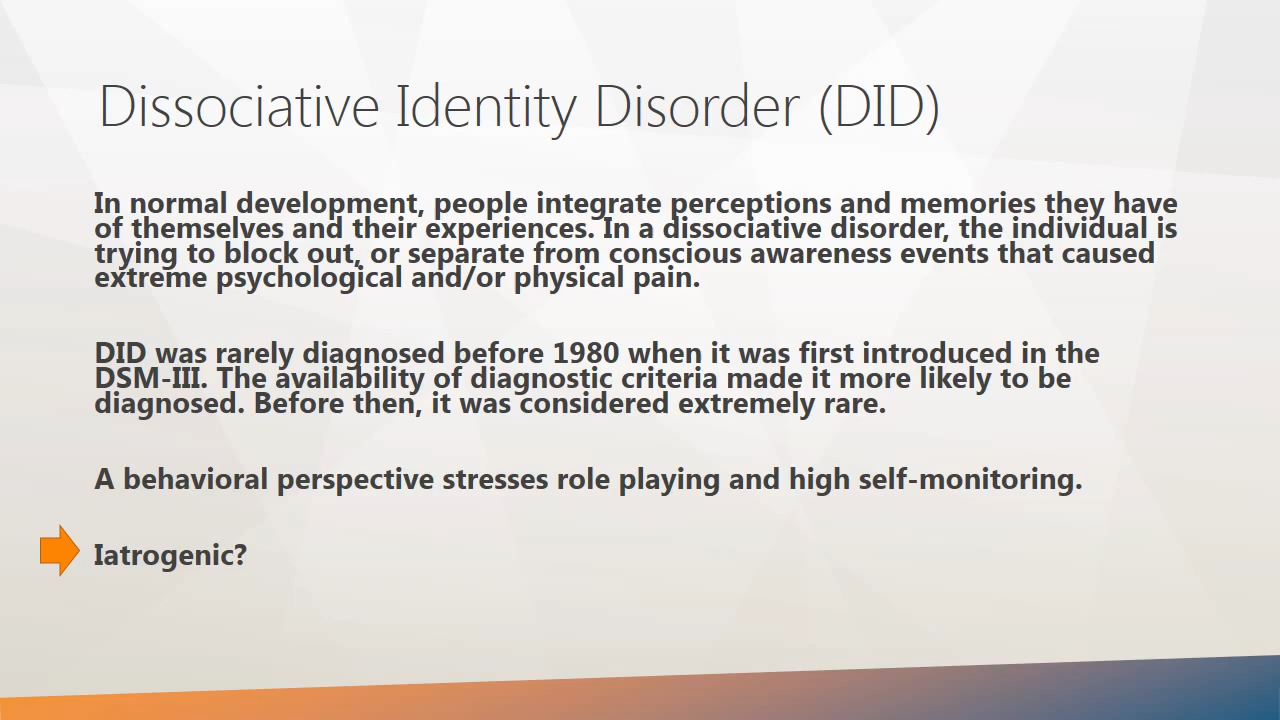 Dissociative Identity Disorder (DID)
In normal development, people integrate perceptions and memories they have
of themselves and their experiences. In a dissociative disorder, the individual is
trying to block out, or separate from conscious awareness events that caused
extreme psychological and/or physical pain.
DID was rarely diagnosed before 1980 when it was first introduced in the
DSM-III. The availability of diagnostic criteria made it more likely to be
diagnosed. Before then, it was considered extremely rare.
A behavioral perspective stresses role playing and high self-monitoring.
Iatrogenic?